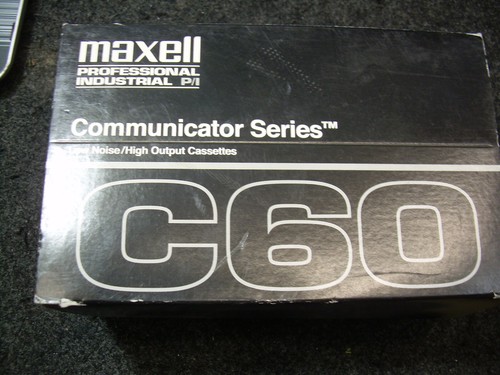 maxell
PROFESSIONAL
INDUSTRIAL P/I
Communicator Series™
Low Noise/High Output Cassettes
C60